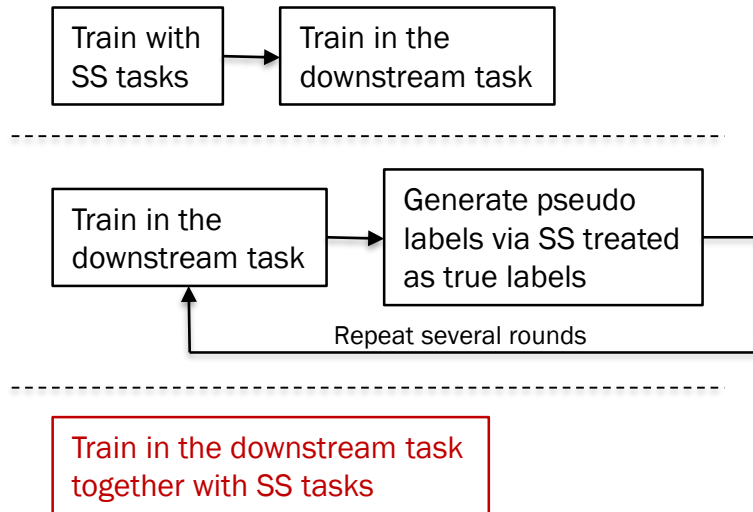 Train with
SS tasks
Train in the
downstream task
Train in the
downstream task
Generate pseudo
labels via SS treated
as true labels
Repeat several rounds
Train in the downstream task
together with SS tasks